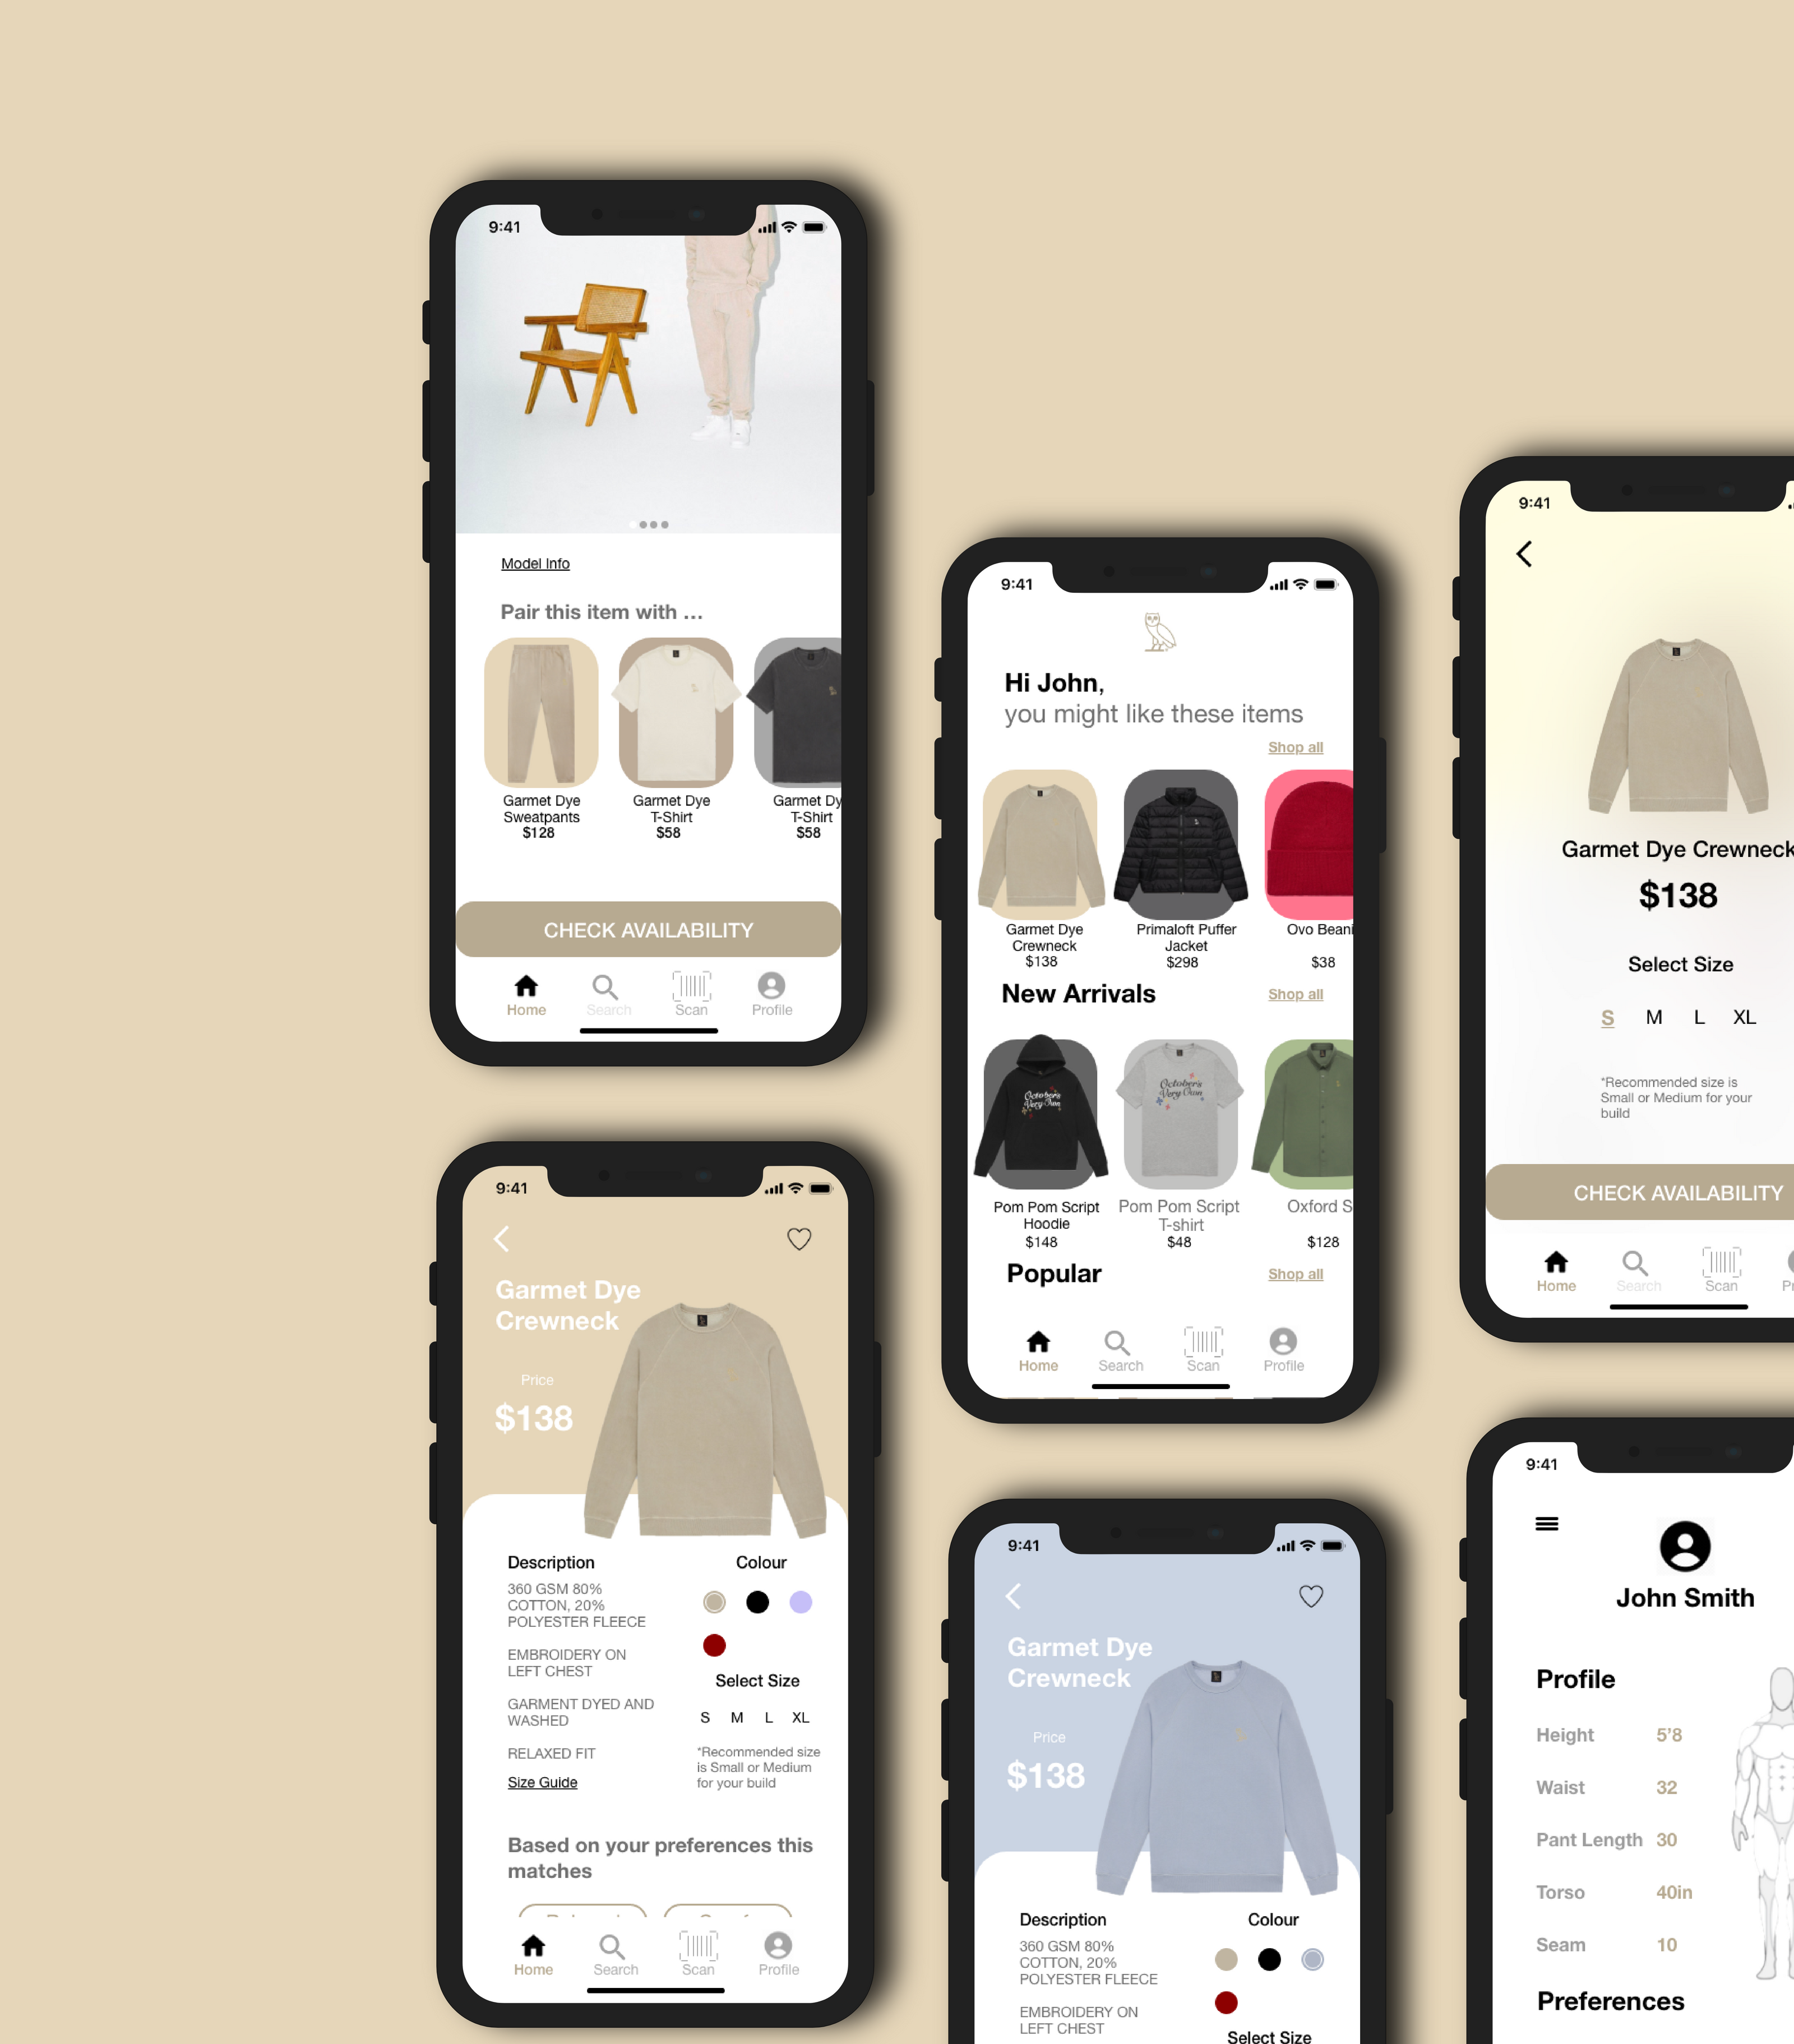 9:41
Model Info
Pair this item with ...
Garmet Dye
Sweatpants
$128
Garmet Dye
T-Shirt
$58
Garmet Dy
T-Shirt
$58
CHECK AVAILABILITY
Home
Search
Scan
Profile
9:41
Hi John,
you might like these items
Shop all
Garmet Dye
Crewneck
$138
Primaloft Puffer
Jacket
$298
Ovo Beani
$38
New Arrivals
Shop all
October's
Very Own
October's
Very Own
Pom Pom Script
Hoodie
$148
Pom Pom Script
T-shirt
$48
Oxford S
$128
Popular
Shop all
Home
Search
Scan
Profile
9:41
Garmet Dye Crewneck
$138
Select Size
S M L XL
*Recommended size is
Small or Medium for your
build
CHECK AVAILABILITY
Home
Search
Scan
Pr
9:41
Garmet Dye
Crewneck
Price
$138
Description
360 GSM 80%
COTTON, 20%
POLYESTER FLEECE
EMBROIDERY ON
LEFT CHEST
GARMENT DYED AND
WASHED
RELAXED FIT
Size Guide
Colour
Select Size
S M L XL
*Recommended size
is Small or Medium
for your build
Based on your preferences this
matches
Home
Search
Scan
Profile
9:41
Garmet Dye
Crewneck
Price
$138
Description
360 GSM 80%
COTTON, 20%
POLYESTER FLEECE
EMBROIDERY ON
LEFT CHEST
Colour
Select Size
9:41
John Smith
Profile
Height 5'8
Waist 32
Pant Length 30
Torso 40in
Seam 10
Preferences